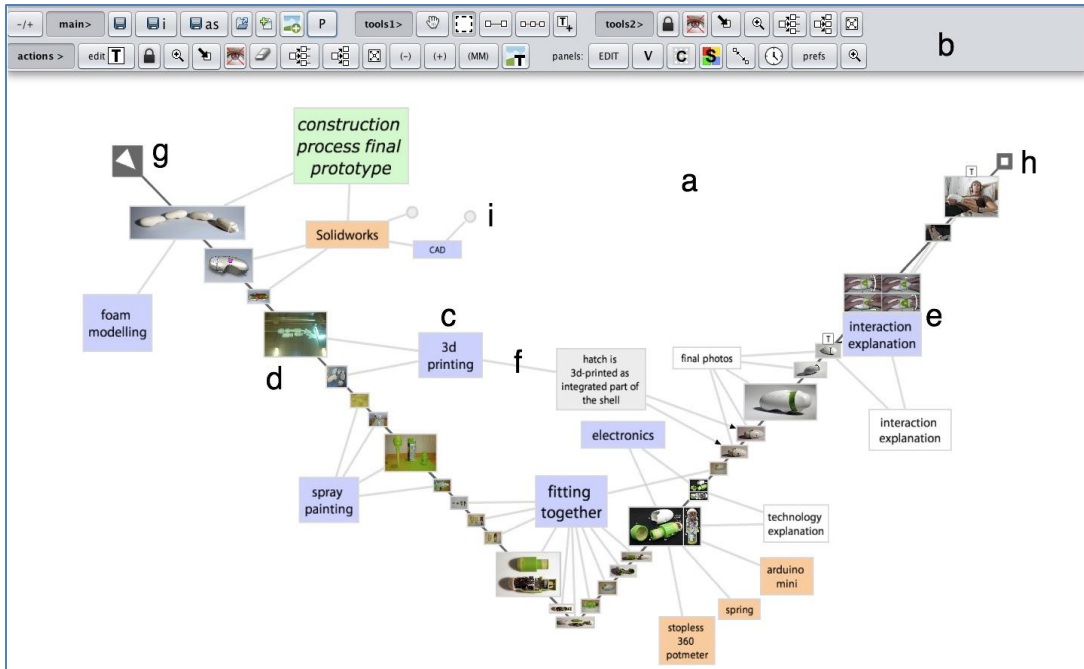 -/+ main> i as P tools1> T+ tools2>
actions > edit T (-) (+) (MM) T panels: EDIT V C S prefs
b
construction
process final
prototype
g
h
T
a
i
Solidworks
CAD
foam
modelling
c
3d
printing
d
f
hatch is
3d-printed as
integrated part of
the shell
final photos
T
interaction
explanation
e
interaction
explanation
electronics
spray
painting
fitting
together
technology
explanation
arduino
mini
spring
stopless
360
potmeter